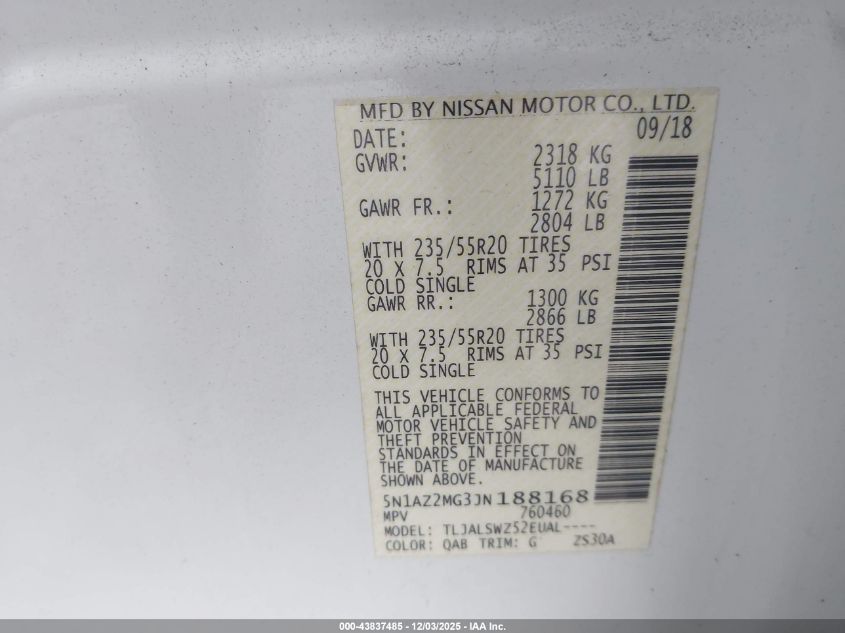 MFD BY NISSAN MOTOR CO., LTD.
DATE: 09/18
GVWR: 2318 KG
5110 LB
GAWR FR.: 1272 KG
2804 LB
WITH 235/55R20 TIRES
20 X 7.5 RIMS AT 35 PSI
COLD SINGLE
GAWR RR.: 1300 KG
2866 LB
WITH 235/55R20 TIRES
20 X 7.5 RIMS AT 35 PSI
COLD SINGLE
THIS VEHICLE CONFORMS TO
ALL APPLICABLE FEDERAL
MOTOR VEHICLE SAFETY AND
THEFT PREVENTION
STANDARDS IN EFFECT ON
THE DATE OF MANUFACTURE
SHOWN ABOVE.
5N1AZ2MG3JN188168
MPV 760460
MODEL: TLJALSWZ52EUAL----
COLOR: QAB TRIM: G ZS30A
000-43837485 - 12/03/2025 - IAA Inc.